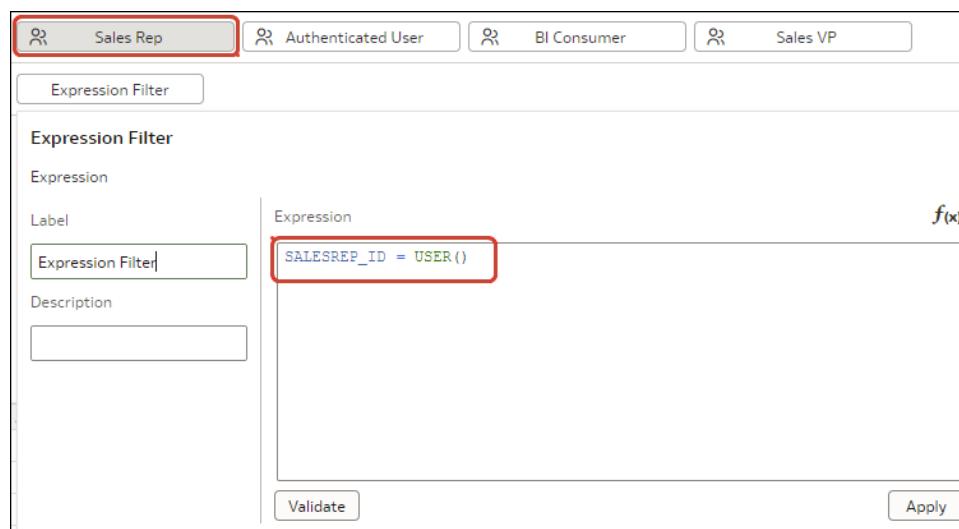 Sales Rep Authenticated User BI Consumer Sales VP
Expression Filter
Expression Filter
Expression
Label
Expression Filter
Description
Expression f(x)
SALESREP_ID = USER()
Validate Apply